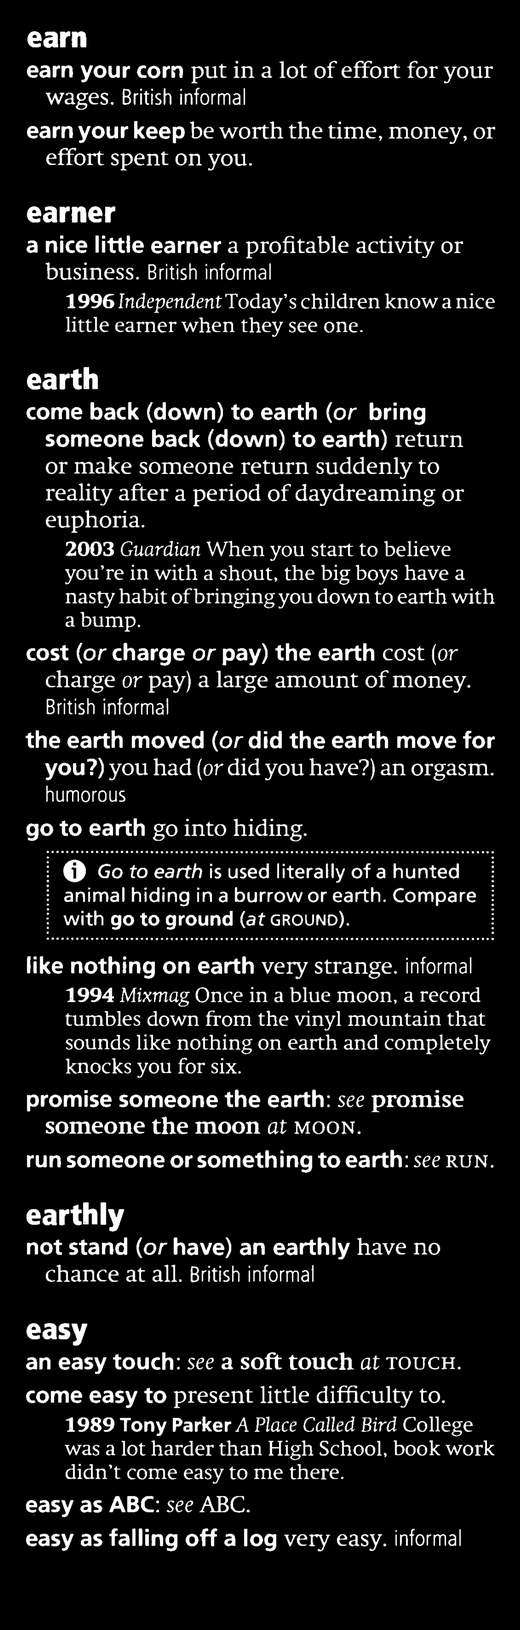 earn
earn your corn put in a lot of effort for your
wages. British informal
earn your keep be worth the time, money, or
effort spent on you.
earner
a nice little earner a profitable activity or
business. British informal
1996 Independent Today's children know a nice
little earner when they see one.
earth
come back (down) to earth (or bring
someone back (down) to earth) return
or make someone return suddenly to
reality after a period of daydreaming or
euphoria.
2003 Guardian When you start to believe
you're in with a shout, the big boys have a
nasty habit of bringing you down to earth with
a bump.
cost (or charge or pay) the earth cost (or
charge or pay) a large amount of money.
British informal
the earth moved (or did the earth move for
you?) you had (or did you have?) an orgasm.
humorous
go to earth go into hiding.
i Go to earth is used literally of a hunted
animal hiding in a burrow or earth. Compare
with go to ground (at GROUND).
like nothing on earth very strange. informal
1994 Mixmag Once in a blue moon, a record
tumbles down from the vinyl mountain that
sounds like nothing on earth and completely
knocks you for six.
promise someone the earth: see promise
someone the moon at MOON.
run someone or something to earth: see RUN.
earthly
not stand (or have) an earthly have no
chance at all. British informal
easy
an easy touch: see a soft touch at TOUCH.
come easy to present little difficulty to.
1989 Tony Parker A Place Called Bird College
was a lot harder than High School, book work
didn't come easy to me there.
easy as ABC: see ABC.
easy as falling off a log very easy. informal